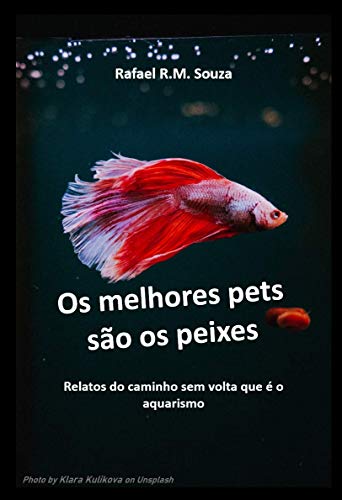 Rafael R.M. Souza
Os melhores pets
são os peixes
Relatos do caminho sem volta que é o
aquarismo
Photo by Klara Kulikova on Unsplash